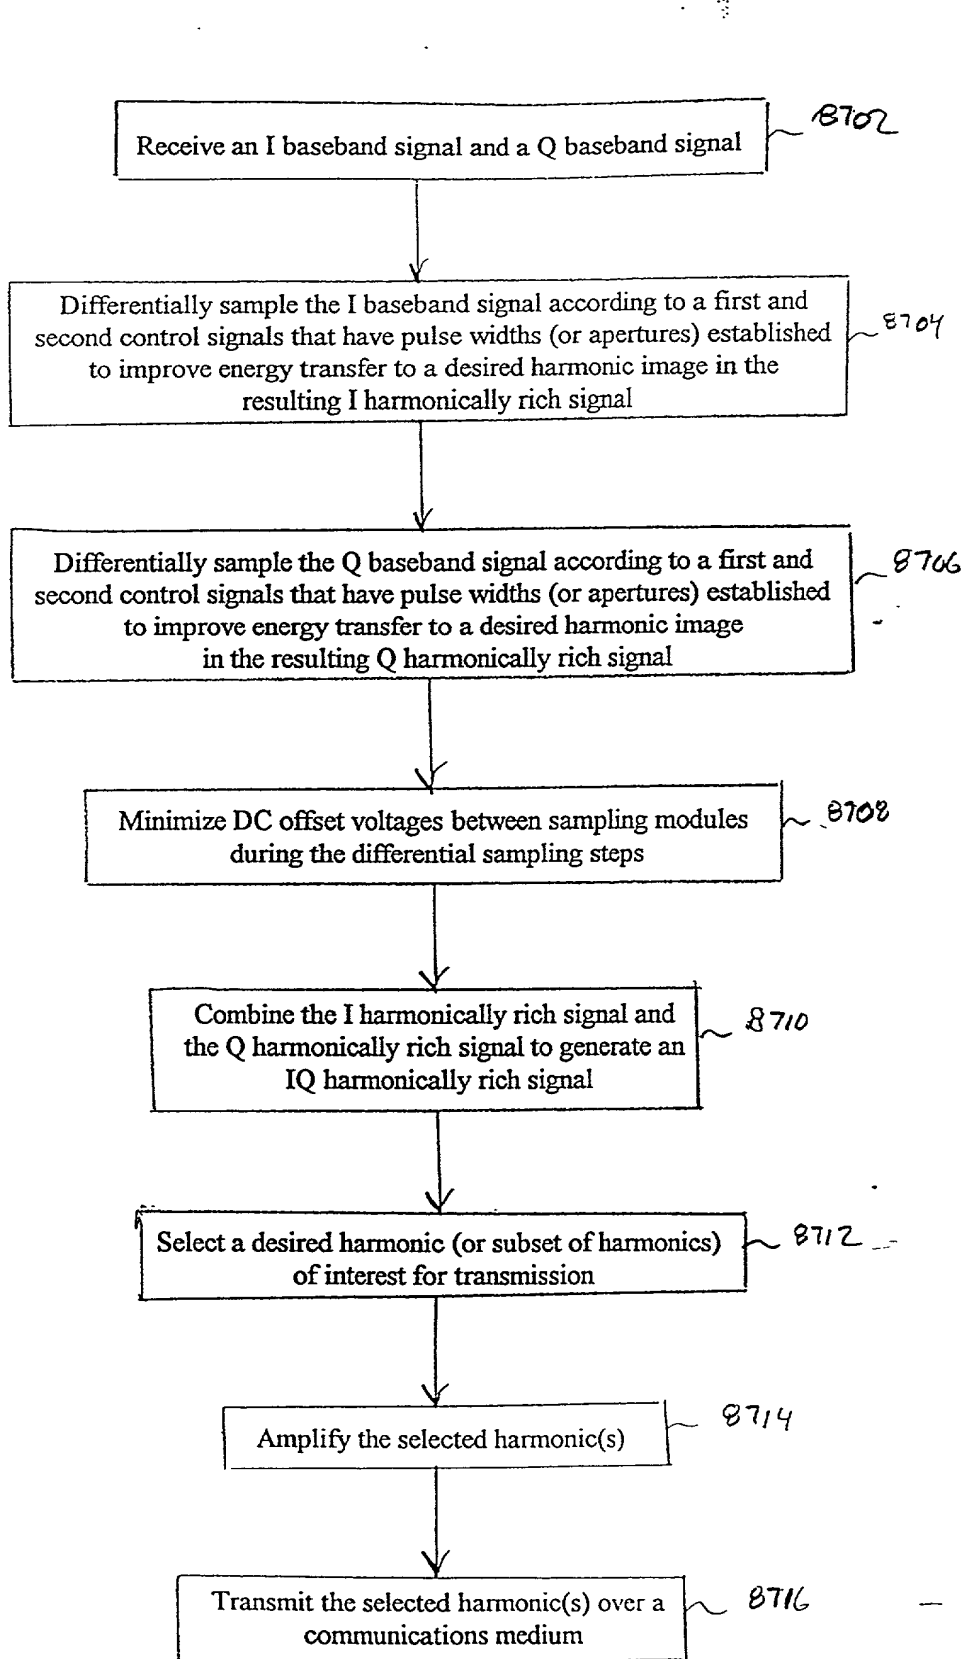 Receive an I baseband signal and a Q baseband signal
8702
Differentially sample the I baseband signal according to a first and
second control signals that have pulse widths (or apertures) established
to improve energy transfer to a desired harmonic image in the
resulting I harmonically rich signal
8704
Differentially sample the Q baseband signal according to a first and
second control signals that have pulse widths (or apertures) established
to improve energy transfer to a desired harmonic image
in the resulting Q harmonically rich signal
8706
Minimize DC offset voltages between sampling modules
during the differential sampling steps
8708
Combine the I harmonically rich signal and
the Q harmonically rich signal to generate an
IQ harmonically rich signal
8710
Select a desired harmonic (or subset of harmonics)
of interest for transmission
8712
Amplify the selected harmonic(s)
8714
Transmit the selected harmonic(s) over a
communications medium
8716